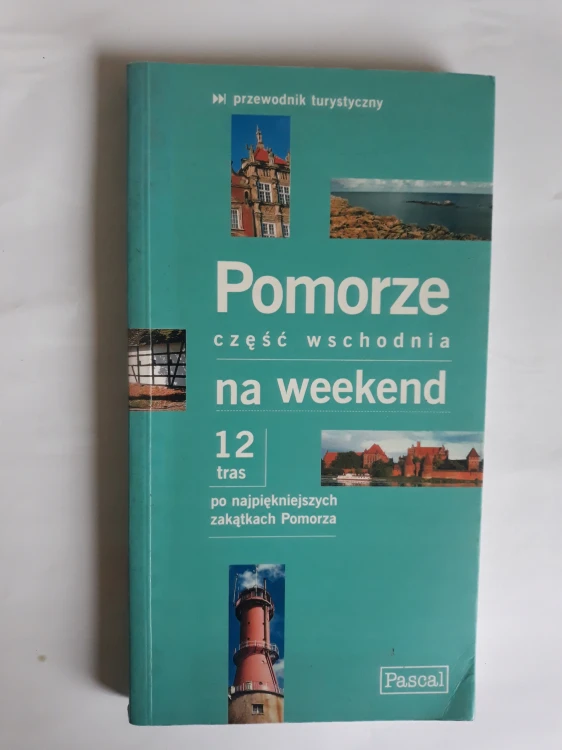 przewodnik turystyczny
Pomorze
część wschodnia
na weekend
12
tras
po najpiękniejszych
zakątkach Pomorza
Pascal